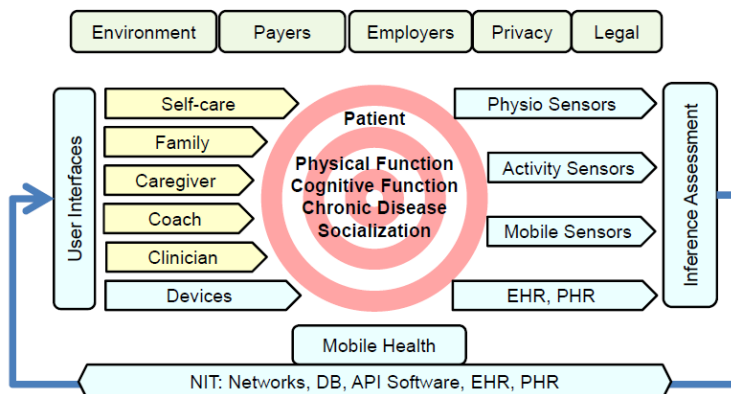 Environment
Payers
Employers
Privacy
Legal
User Interfaces
Self-care
Family
Caregiver
Coach
Clinician
Devices
Patient
Physical Function
Cognitive Function
Chronic Disease
Socialization
Physio Sensors
Activity Sensors
Mobile Sensors
EHR, PHR
Inference Assessment
Mobile Health
NIT: Networks, DB, API Software, EHR, PHR